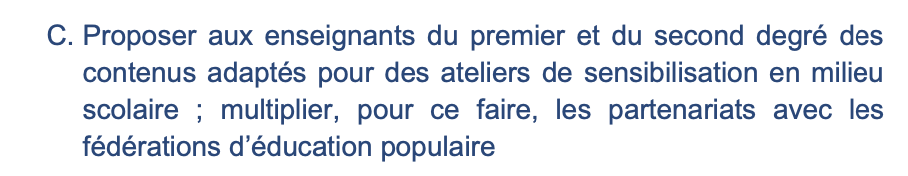 C. Proposer aux enseignants du premier et du second degré des
contenus adaptés pour des ateliers de sensibilisation en milieu
scolaire ; multiplier, pour ce faire, les partenariats avec les
fédérations d’éducation populaire